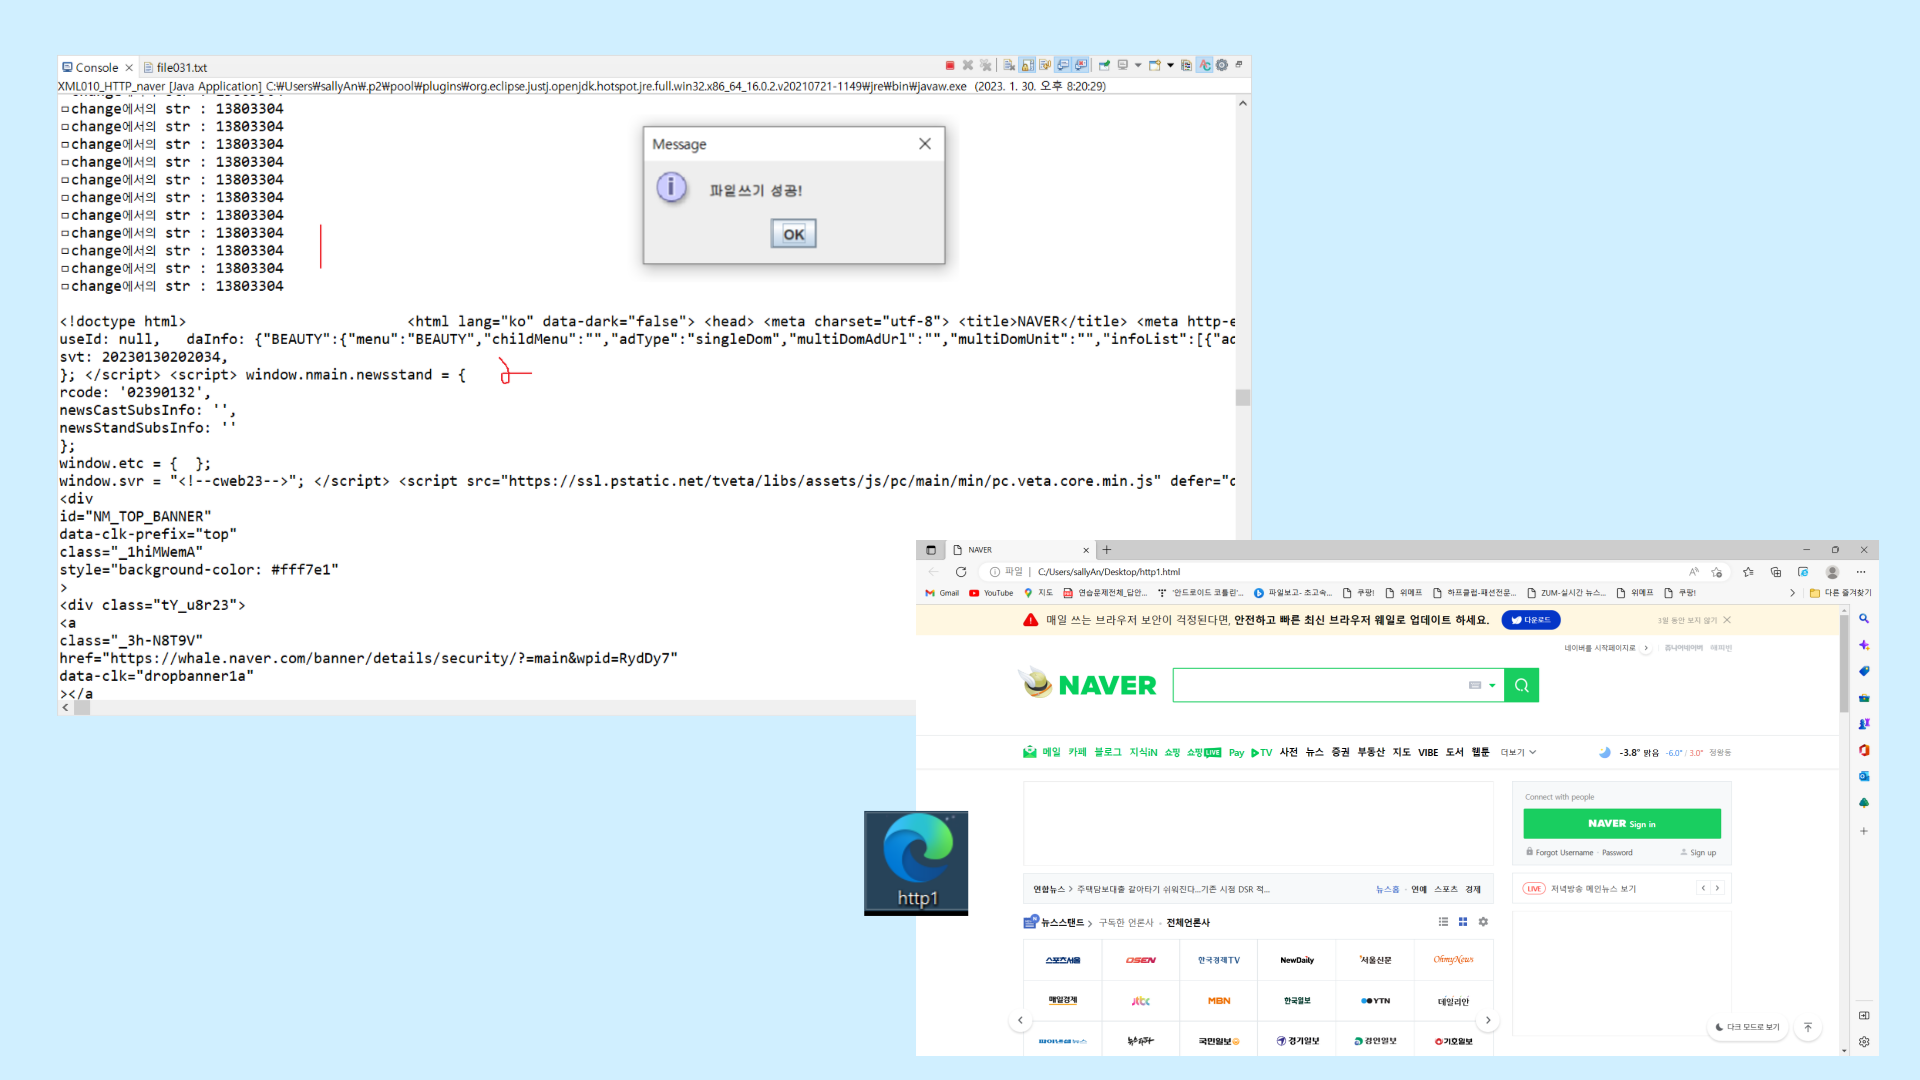 Console
file031.txt
XML010_HTTP_naver [Java Application] C:₩Users₩sallyAn₩.p2₩pool₩plugins₩org.eclipse.justj.openjdk.hotspot.jre.full.win32.x86_64_16.0.2.v20210721-1149₩jre₩bin₩javaw.exe (2023. 1. 30. 오후 8:20:29)
▫change에서의 str : 13803304
▫change에서의 str : 13803304
▫change에서의 str : 13803304
▫change에서의 str : 13803304
▫change에서의 str : 13803304
▫change에서의 str : 13803304
▫change에서의 str : 13803304
▫change에서의 str : 13803304
▫change에서의 str : 13803304
▫change에서의 str : 13803304
▫change에서의 str : 13803304
<!doctype html> <html lang="ko" data-dark="false"> <head> <meta charset="utf-8"> <title>NAVER</title> <meta http-e
useId: null, daInfo: {"BEAUTY":{"menu":"BEAUTY","childMenu":"","adType":"singleDom","multiDomAdUrl":"","multiDomUnit":"","infoList":[{"ad
svt: 20230130202034,
}; </script> <script> window.nmain.newsstand = {
rcode: '02390132',
newsCastSubsInfo: '',
newsStandSubsInfo: ''
};
window.etc = { };
window.svr = "<!--cweb23-->"; </script> <script src="https://ssl.pstatic.net/tveta/libs/assets/js/pc/main/min/pc.veta.core.min.js" defer="d
<div
id="NM_TOP_BANNER"
data-clk-prefix="top"
class="_1hiMWemA"
style="background-color: #fff7e1"
>
<div class="tY_u8r23">
<a
class="_3h-N8T9V"
href="https://whale.naver.com/banner/details/security/?=main&wpid=RydDy7"
data-clk="dropbanner1a"
></a
Message
파일쓰기 성공!
OK
http1
NAVER
파일 | C:/Users/sallyAn/Desktop/http1.html
Gmail YouTube 지도 연습문제전체_답안... '안드로이드 코틀린'... 파일보고- 초고속... 쿠팡! 위메프 하프클럽-패션전문... ZUM-실시간 뉴스... 위메프 쿠팡! 다른 즐겨찾기
매일 쓰는 브라우저 보안이 걱정된다면, 안전하고 빠른 최신 브라우저 웨일로 업데이트 하세요. 다운로드 3일 동안 보지 않기
네이버를 시작페이지로 쥬니어네이버 해피빈
NAVER
메일 카페 블로그 지식iN 쇼핑 쇼핑LIVE Pay TV 사전 뉴스 증권 부동산 지도 VIBE 도서 웹툰 더보기 -3.8° 맑음 -6.0° / 3.0° 정왕동
Connect with people
NAVER Sign in
Forgot Username · Password Sign up
연합뉴스 > 주택담보대출 갈아타기 쉬워진다...기존 시점 DSR 적... 뉴스홈 · 연예 스포츠 경제
LIVE 저녁방송 메인뉴스 보기
뉴스스탠드 > 구독한 언론사 · 전체언론사
스포츠서울 OSEN 한국경제TV NewDaily 서울신문 OhmyNews
매일경제 jtbc MBN 한국일보 YTN 데일리안
파이낸셜뉴스 뉴스타파 국민일보 경기일보 경인일보 기호일보
다크 모드로 보기